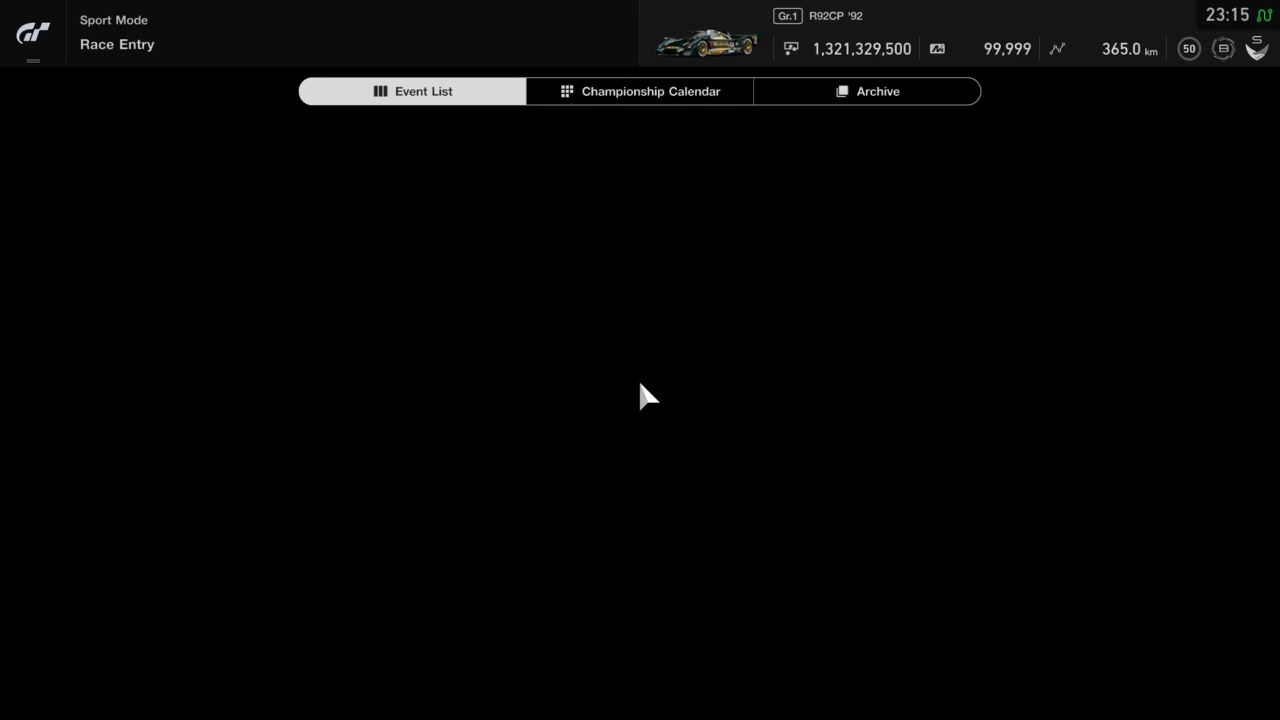 Sport Mode
Race Entry
Gr.1 R92CP '92
23:15
1,321,329,500
99,999
365.0 km
50
B
S
Event List
Championship Calendar
Archive